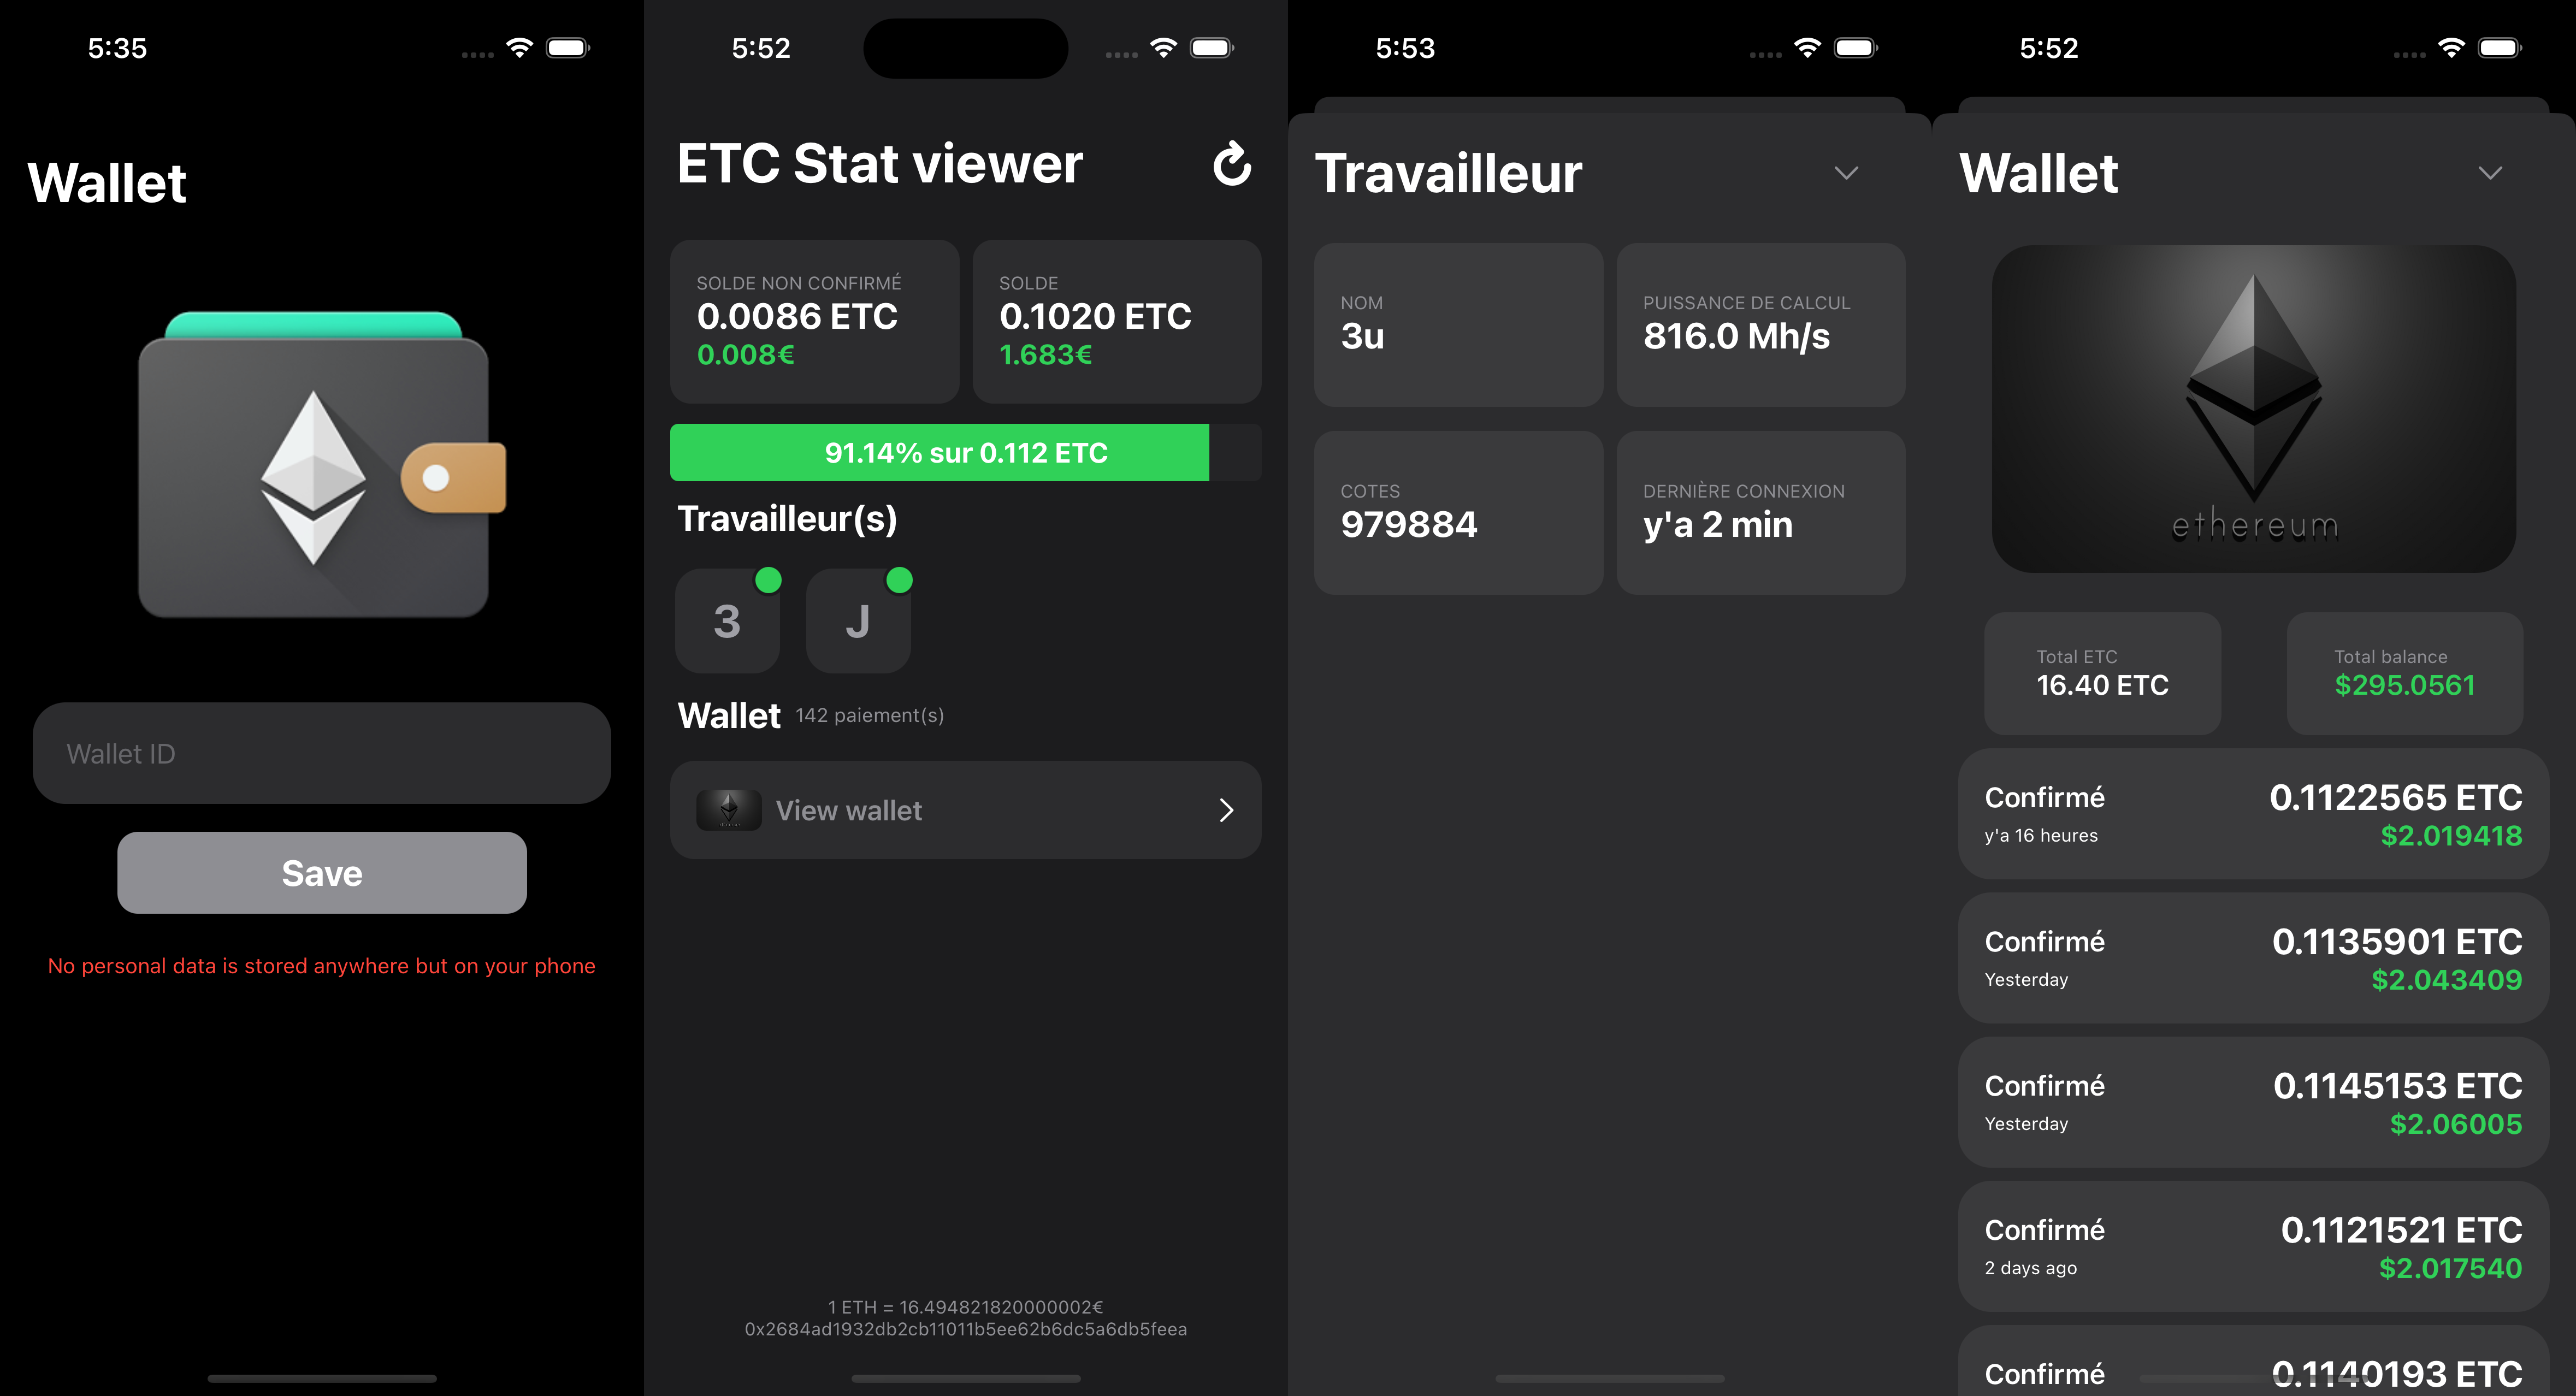 5:35
Wallet
Wallet ID
Save
No personal data is stored anywhere but on your phone
5:52
ETC Stat viewer
SOLDE NON CONFIRMÉ
0.0086 ETC
0.008€
SOLDE
0.1020 ETC
1.683€
91.14% sur 0.112 ETC
Travailleur(s)
3
J
Wallet 142 paiement(s)
View wallet
1 ETH = 16.494821820000002€
0x2684ad1932db2cb11011b5ee62b6dc5a6db5feea
5:53
Travailleur
NOM
3u
PUISSANCE DE CALCUL
816.0 Mh/s
COTES
979884
DERNIÈRE CONNEXION
y'a 2 min
5:52
Wallet
ethereum
Total ETC
16.40 ETC
Total balance
$295.0561
Confirmé 0.1122565 ETC
y'a 16 heures $2.019418
Confirmé 0.1135901 ETC
Yesterday $2.043409
Confirmé 0.1145153 ETC
Yesterday $2.06005
Confirmé 0.1121521 ETC
2 days ago $2.017540
Confirmé 0.1140193 ETC